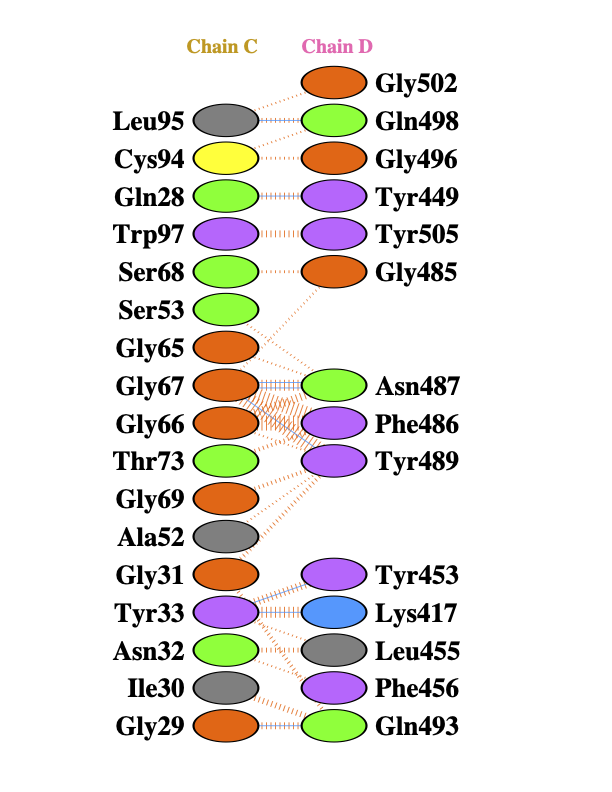 Chain C Chain D
Gly502
Leu95 Gln498
Cys94 Gly496
Gln28 Tyr449
Trp97 Tyr505
Ser68 Gly485
Ser53
Gly65
Gly67 Asn487
Gly66 Phe486
Thr73 Tyr489
Gly69
Ala52
Gly31 Tyr453
Tyr33 Lys417
Asn32 Leu455
Ile30 Phe456
Gly29 Gln493